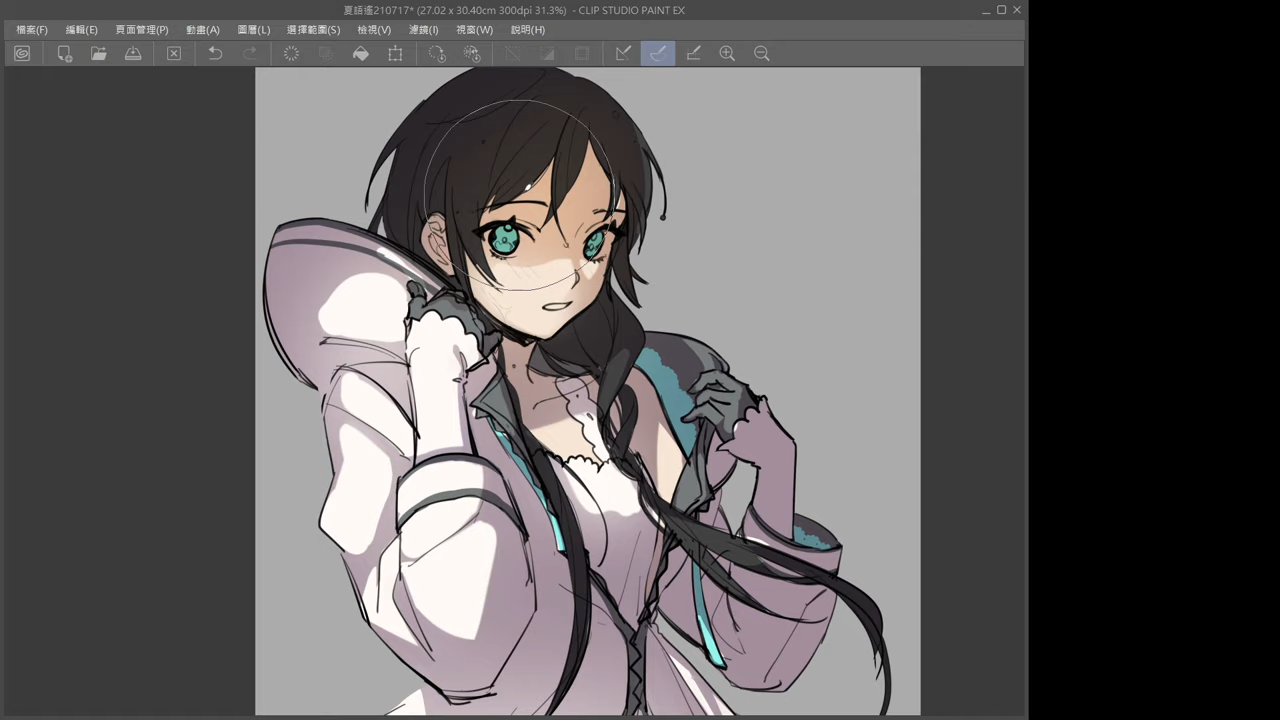 夏語遙210717* (27.02 x 30.40cm 300dpi 31.3%) - CLIP STUDIO PAINT EX
檔案(F) 編輯(E) 頁面管理(P) 動畫(A) 圖層(L) 選擇範圍(S) 檢視(V) 濾鏡(I) 視窗(W) 說明(H)